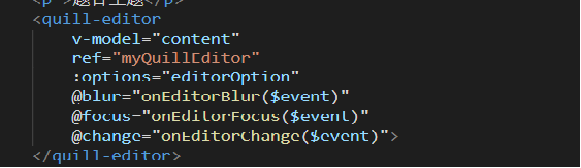 <quill-editor
v-model="content"
ref="myQuillEditor"
:options="editorOption"
@blur="onEditorBlur($event)"
@focus="onEditorFocus($event)"
@change="onEditorChange($event)">
</quill-editor>